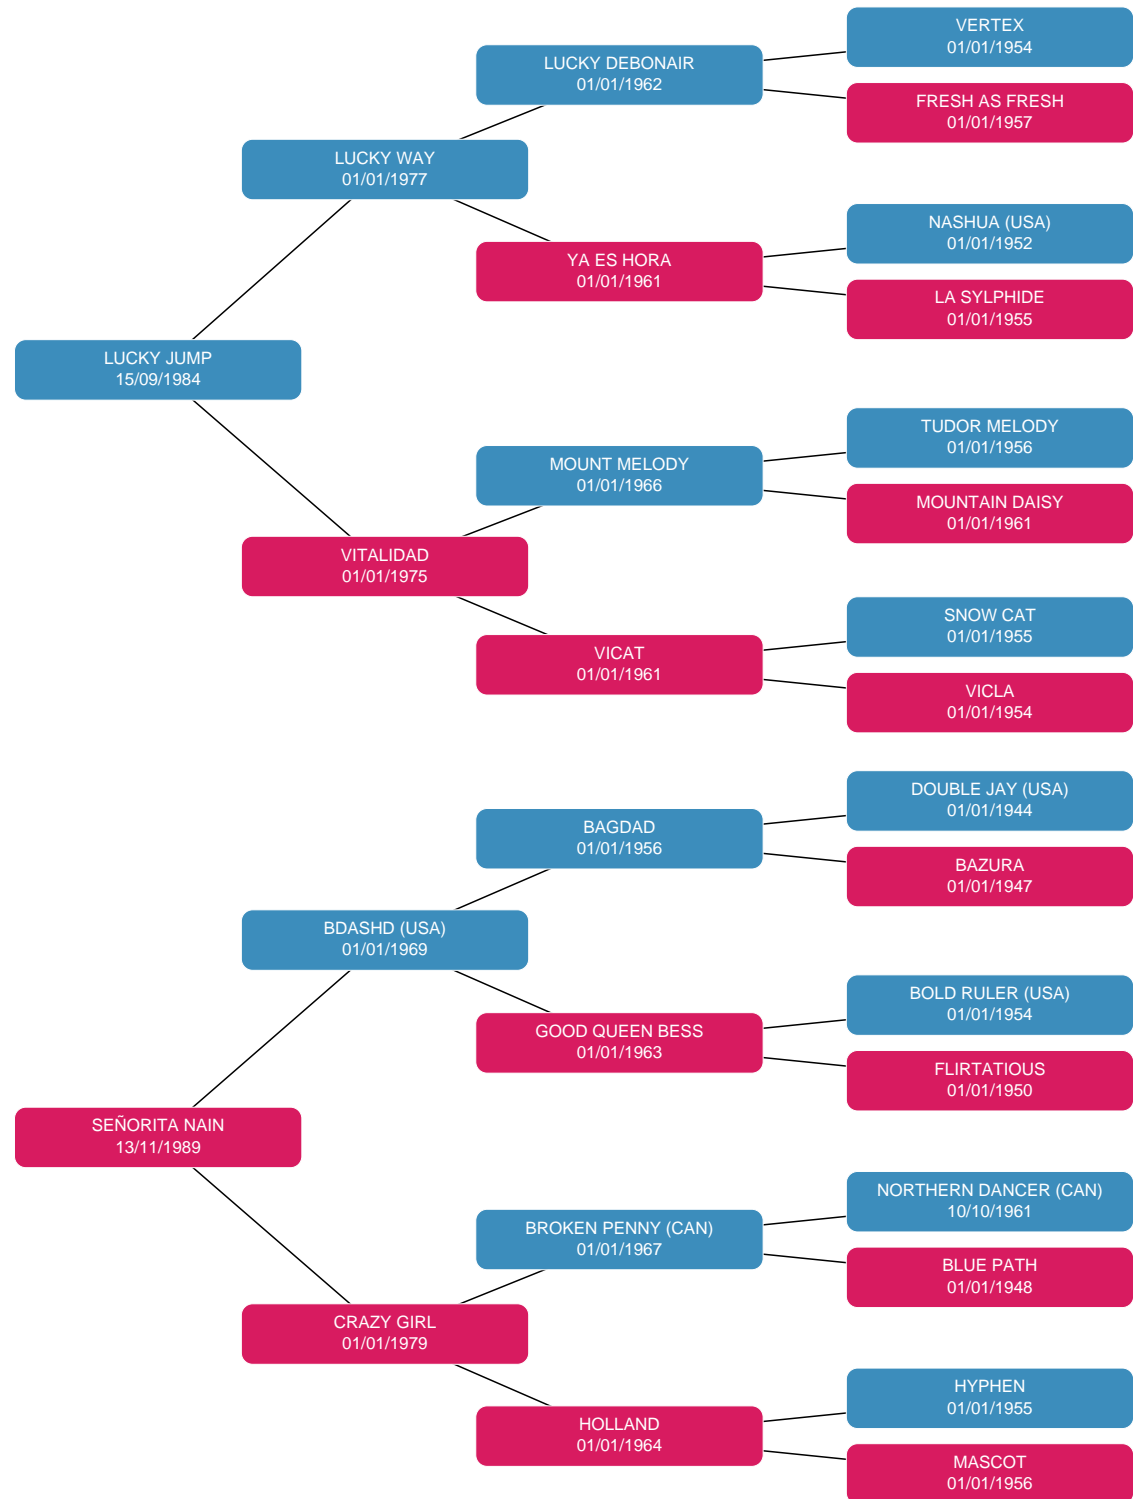 VERTEX
01/01/1954
LUCKY DEBONAIR
01/01/1962
FRESH AS FRESH
01/01/1957
LUCKY WAY
01/01/1977
NASHUA (USA)
01/01/1952
YA ES HORA
01/01/1961
LA SYLPHIDE
01/01/1955
LUCKY JUMP
15/09/1984
TUDOR MELODY
01/01/1956
MOUNT MELODY
01/01/1966
MOUNTAIN DAISY
01/01/1961
VITALIDAD
01/01/1975
SNOW CAT
01/01/1955
VICAT
01/01/1961
VICLA
01/01/1954
DOUBLE JAY (USA)
01/01/1944
BAGDAD
01/01/1956
BAZURA
01/01/1947
BDASHD (USA)
01/01/1969
BOLD RULER (USA)
01/01/1954
GOOD QUEEN BESS
01/01/1963
FLIRTATIOUS
01/01/1950
SEÑORITA NAIN
13/11/1989
NORTHERN DANCER (CAN)
10/10/1961
BROKEN PENNY (CAN)
01/01/1967
BLUE PATH
01/01/1948
CRAZY GIRL
01/01/1979
HYPHEN
01/01/1955
HOLLAND
01/01/1964
MASCOT
01/01/1956